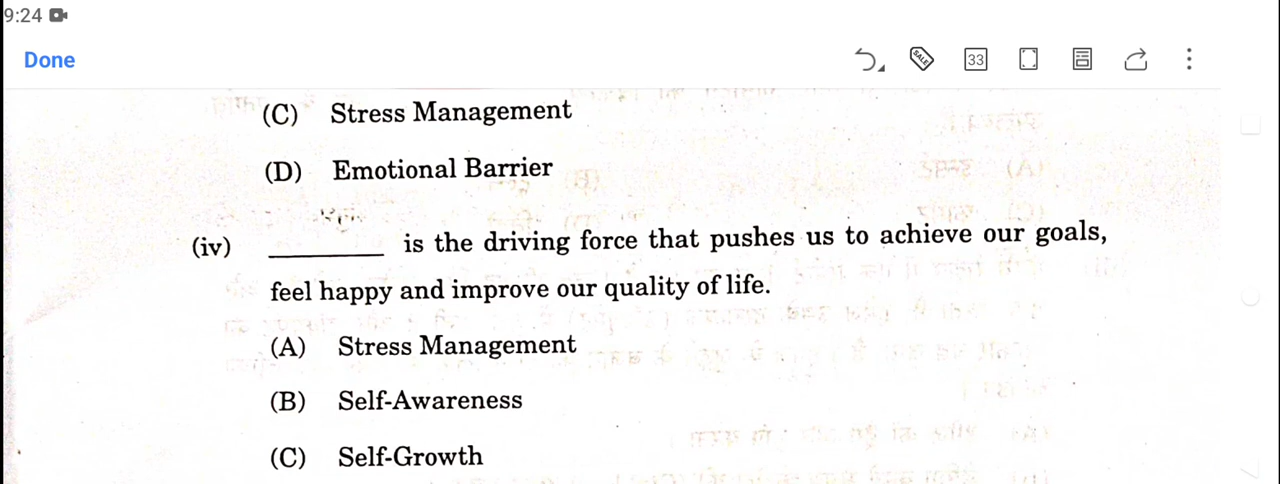 9:24
Done
SALE
33
(C) Stress Management
(D) Emotional Barrier
(iv) ________ is the driving force that pushes us to achieve our goals,
feel happy and improve our quality of life.
(A) Stress Management
(B) Self-Awareness
(C) Self-Growth